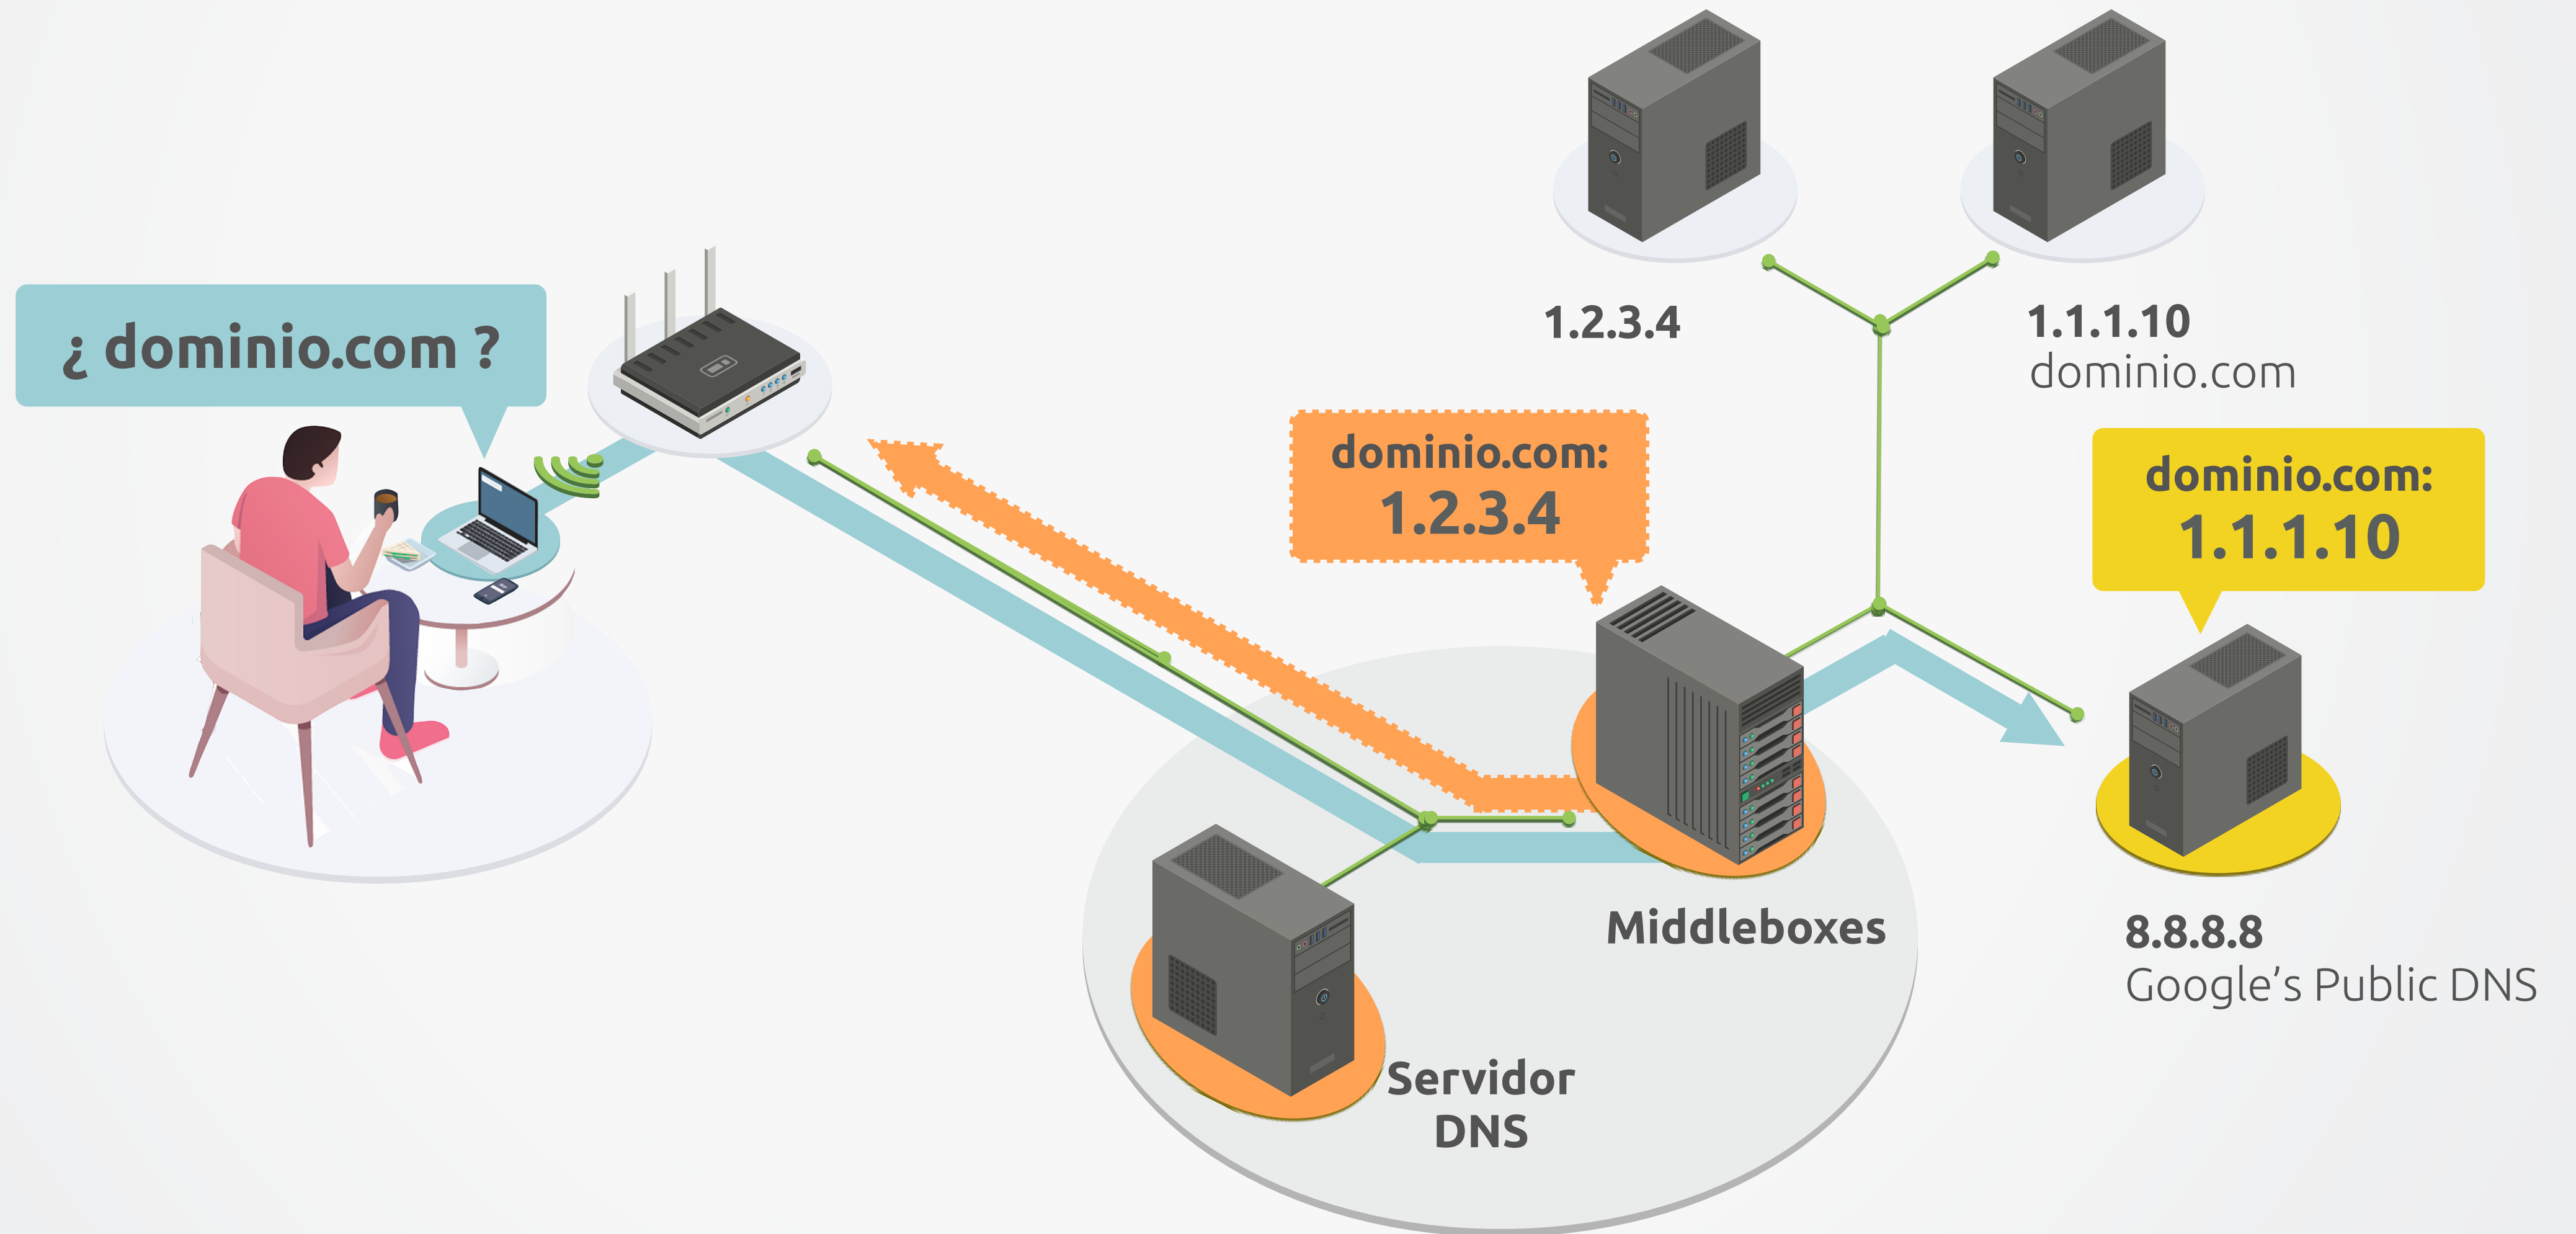 ¿ dominio.com ?
1.2.3.4
1.1.1.10
dominio.com
dominio.com:
1.2.3.4
dominio.com:
1.1.1.10
Middleboxes
8.8.8.8
Google’s Public DNS
Servidor
DNS